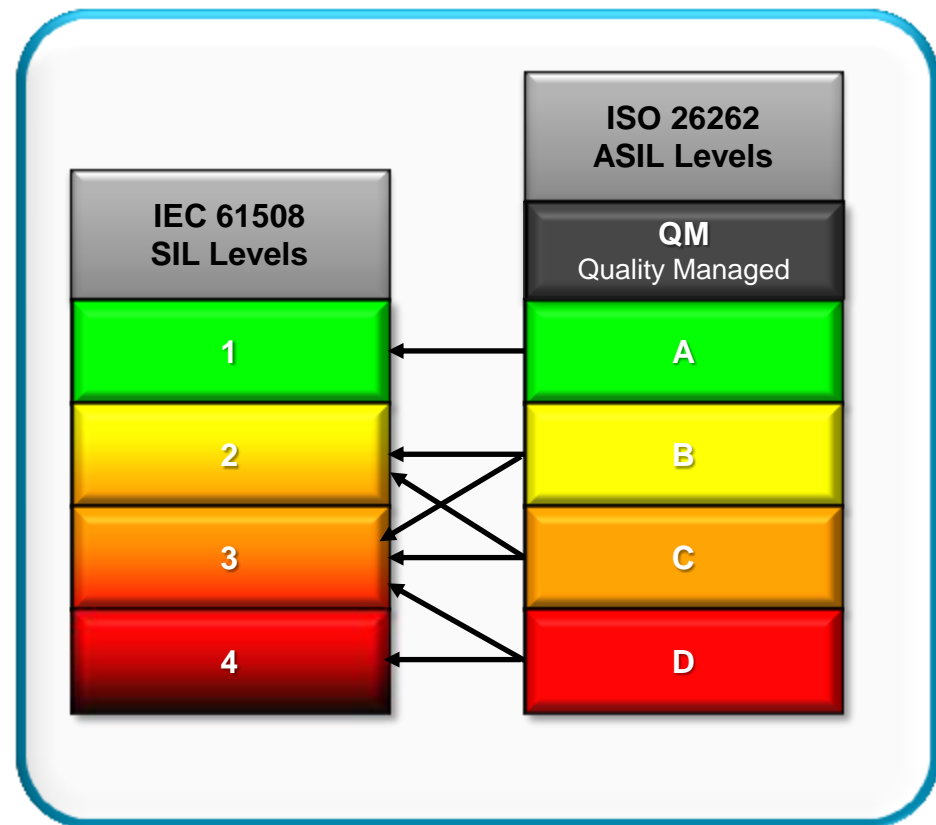 IEC 61508
SIL Levels
1
2
3
4
ISO 26262
ASIL Levels
QM
Quality Managed
A
B
C
D